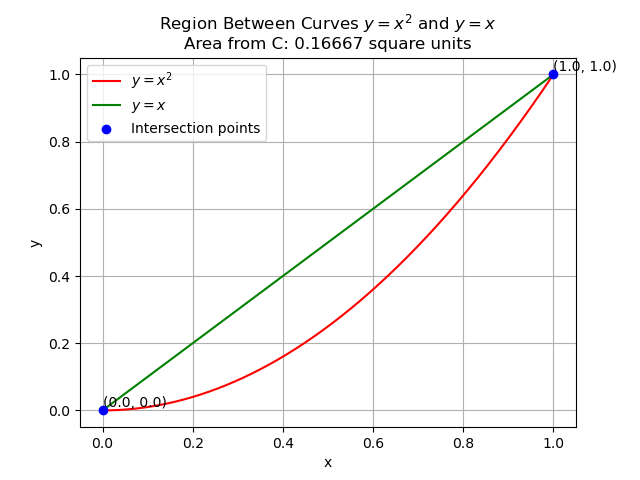 Region Between Curves y = x² and y = x
Area from C: 0.16667 square units
(1.0, 1.0)
y = x²
y = x
Intersection points
1.0
0.8
0.6
0.4
0.2
0.0
y
(0.0, 0.0)
0.0 0.2 0.4 0.6 0.8 1.0
x